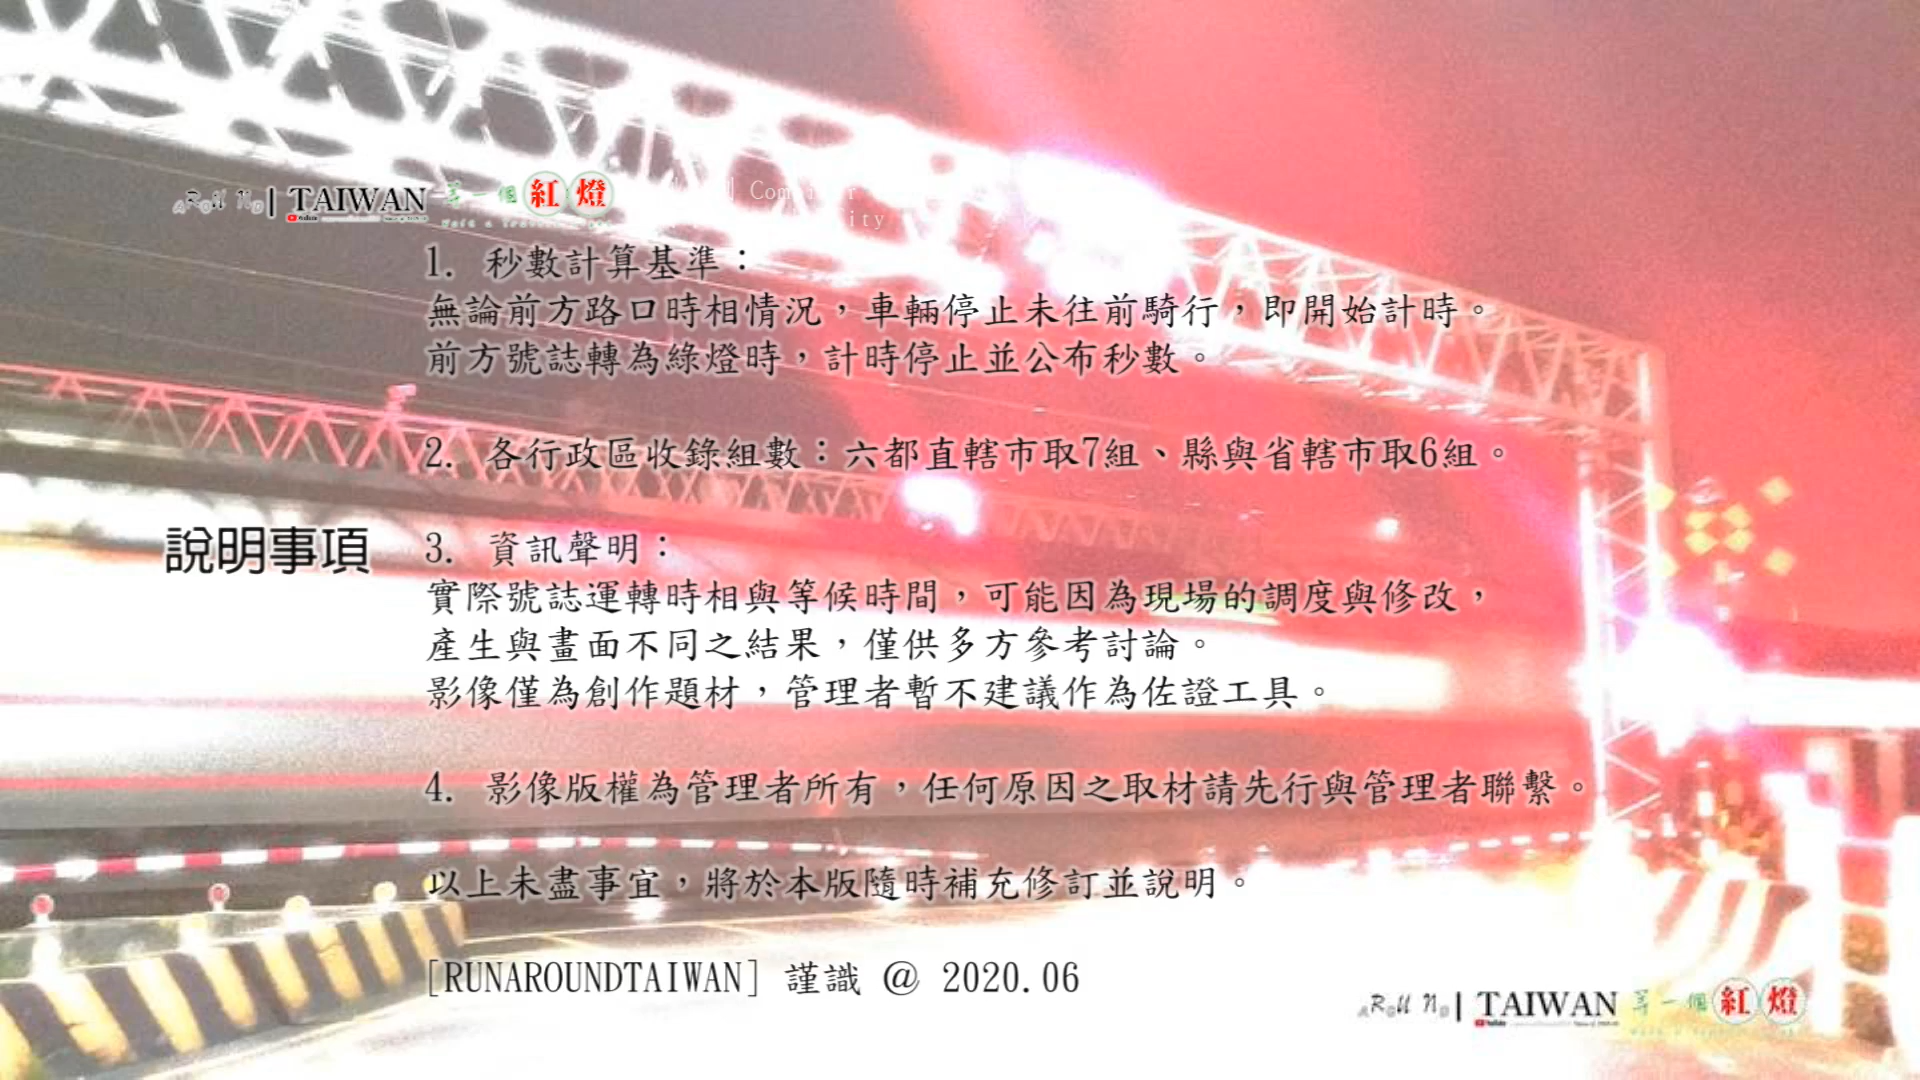 aRoUND | TAIWAN 等一個 紅燈
1. 秒數計算基準：
無論前方路口時相情況，車輛停止未往前騎行，即開始計時。
前方號誌轉為綠燈時，計時停止並公布秒數。
2. 各行政區收錄組數：六都直轄市取7組、縣與省轄市取6組。
說明事項
3. 資訊聲明：
實際號誌運轉時相與等候時間，可能因為現場的調度與修改，
產生與畫面不同之結果，僅供多方參考討論。
影像僅為創作題材，管理者暫不建議作為佐證工具。
4. 影像版權為管理者所有，任何原因之取材請先行與管理者聯繫。
以上未盡事宜，將於本版隨時補充修訂並說明。
[RUNAROUNDTAIWAN] 謹識 @ 2020.06
aRoUND | TAIWAN 等一個 紅燈